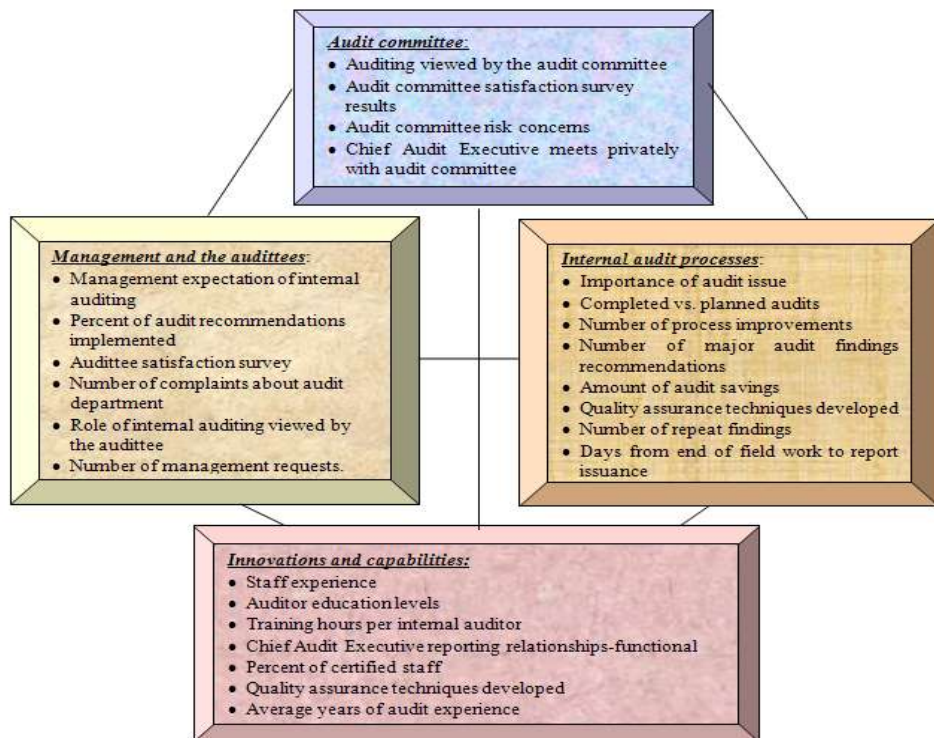 Audit committee:
• Auditing viewed by the audit committee
• Audit committee satisfaction survey
results
• Audit committee risk concerns
• Chief Audit Executive meets privately
with audit committee
Management and the audittees:
• Management expectation of internal
auditing
• Percent of audit recommendations
implemented
• Audittee satisfaction survey
• Number of complaints about audit
department
• Role of internal auditing viewed by
the audittee
• Number of management requests.
Internal audit processes:
• Importance of audit issue
• Completed vs. planned audits
• Number of process improvements
• Number of major audit findings
recommendations
• Amount of audit savings
• Quality assurance techniques developed
• Number of repeat findings
• Days from end of field work to report
issuance
Innovations and capabilities:
• Staff experience
• Auditor education levels
• Training hours per internal auditor
• Chief Audit Executive reporting relationships-functional
• Percent of certified staff
• Quality assurance techniques developed
• Average years of audit experience